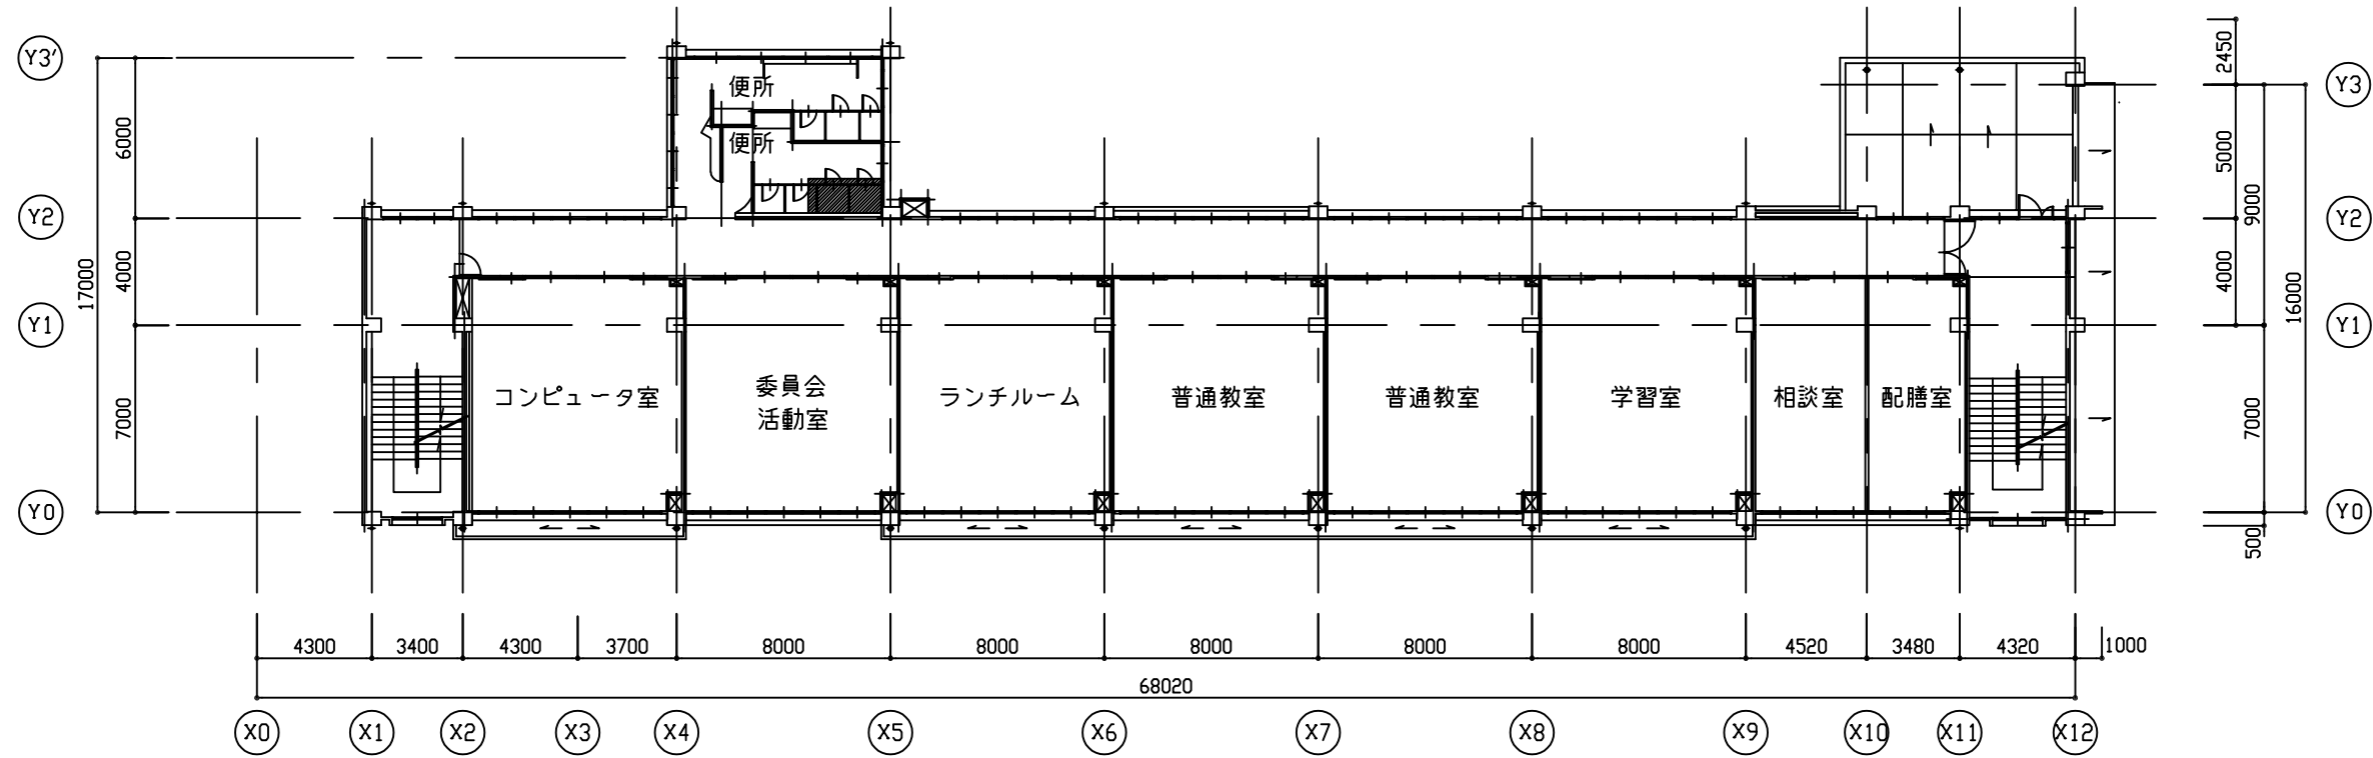 Y3'
Y3
2450
便所
便所
6000
5000
9000
Y2
Y2
17000
4000
4000
16000
Y1
Y1
コンピュータ室
委員会
活動室
ランチルーム
普通教室
普通教室
学習室
相談室
配膳室
7000
7000
Y0
Y0
500
4300
3400
4300
3700
8000
8000
8000
8000
8000
4520
3480
4320
1000
68020
X0
X1
X2
X3
X4
X5
X6
X7
X8
X9
X10
X11
X12